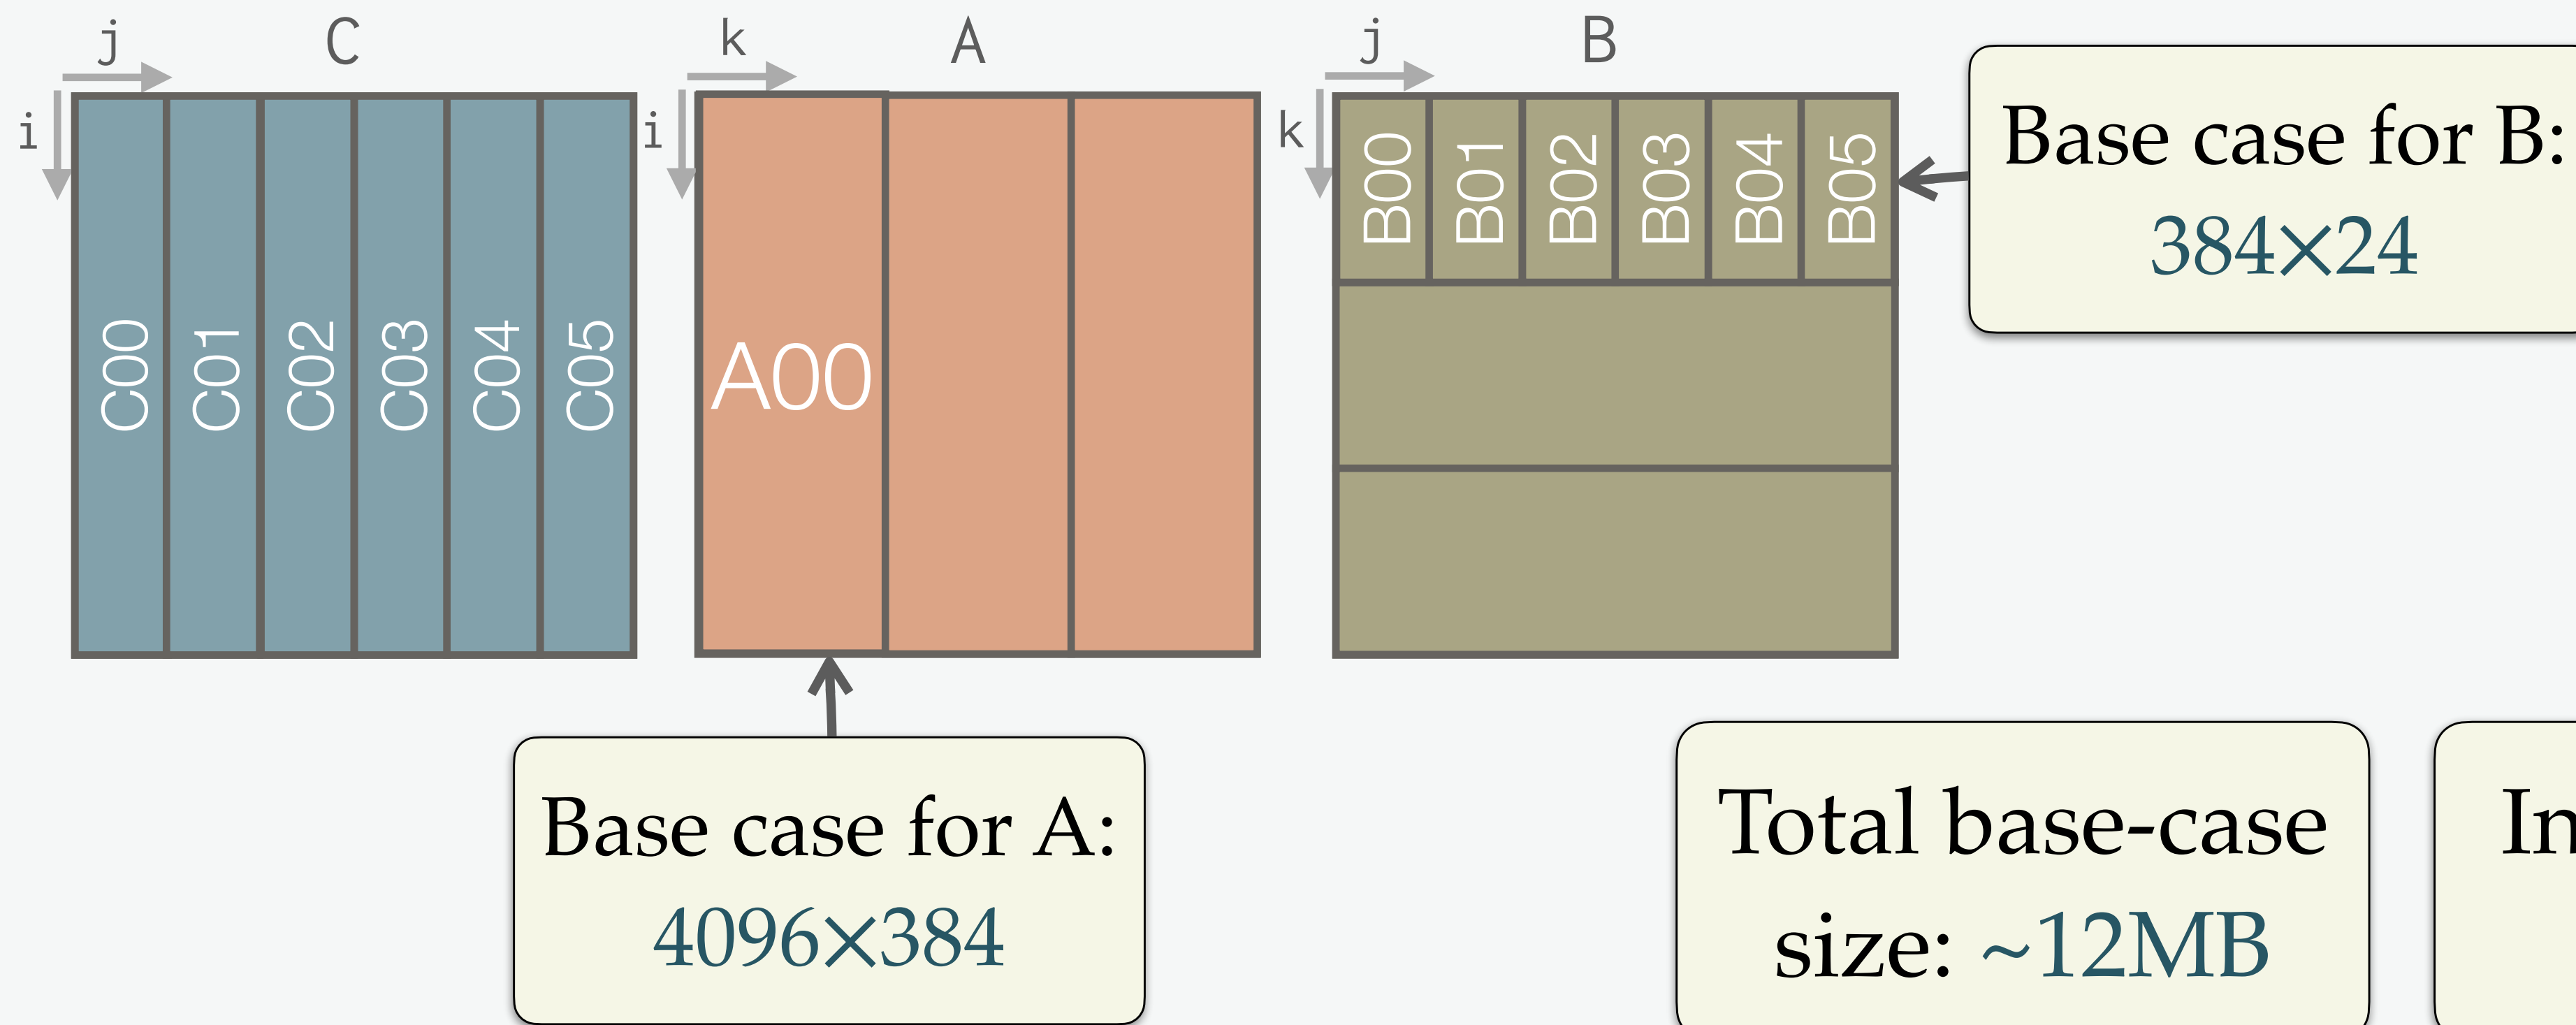 j
C
k
A
j
B
i
i
k
C00
C01
C02
C03
C04
C05
A00
B00
B01
B02
B03
B04
B05
Base case for B:
384×24
Base case for A:
4096×384
Total base-case
size: ~12MB
In